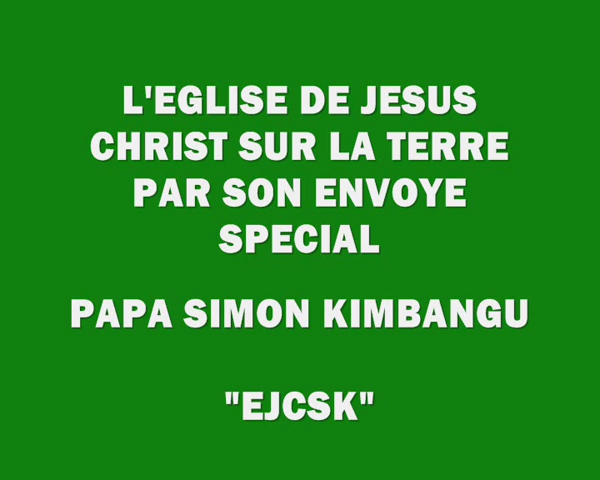 L'EGLISE DE JESUS
CHRIST SUR LA TERRE
PAR SON ENVOYE
SPECIAL
PAPA SIMON KIMBANGU
"EJCSK"